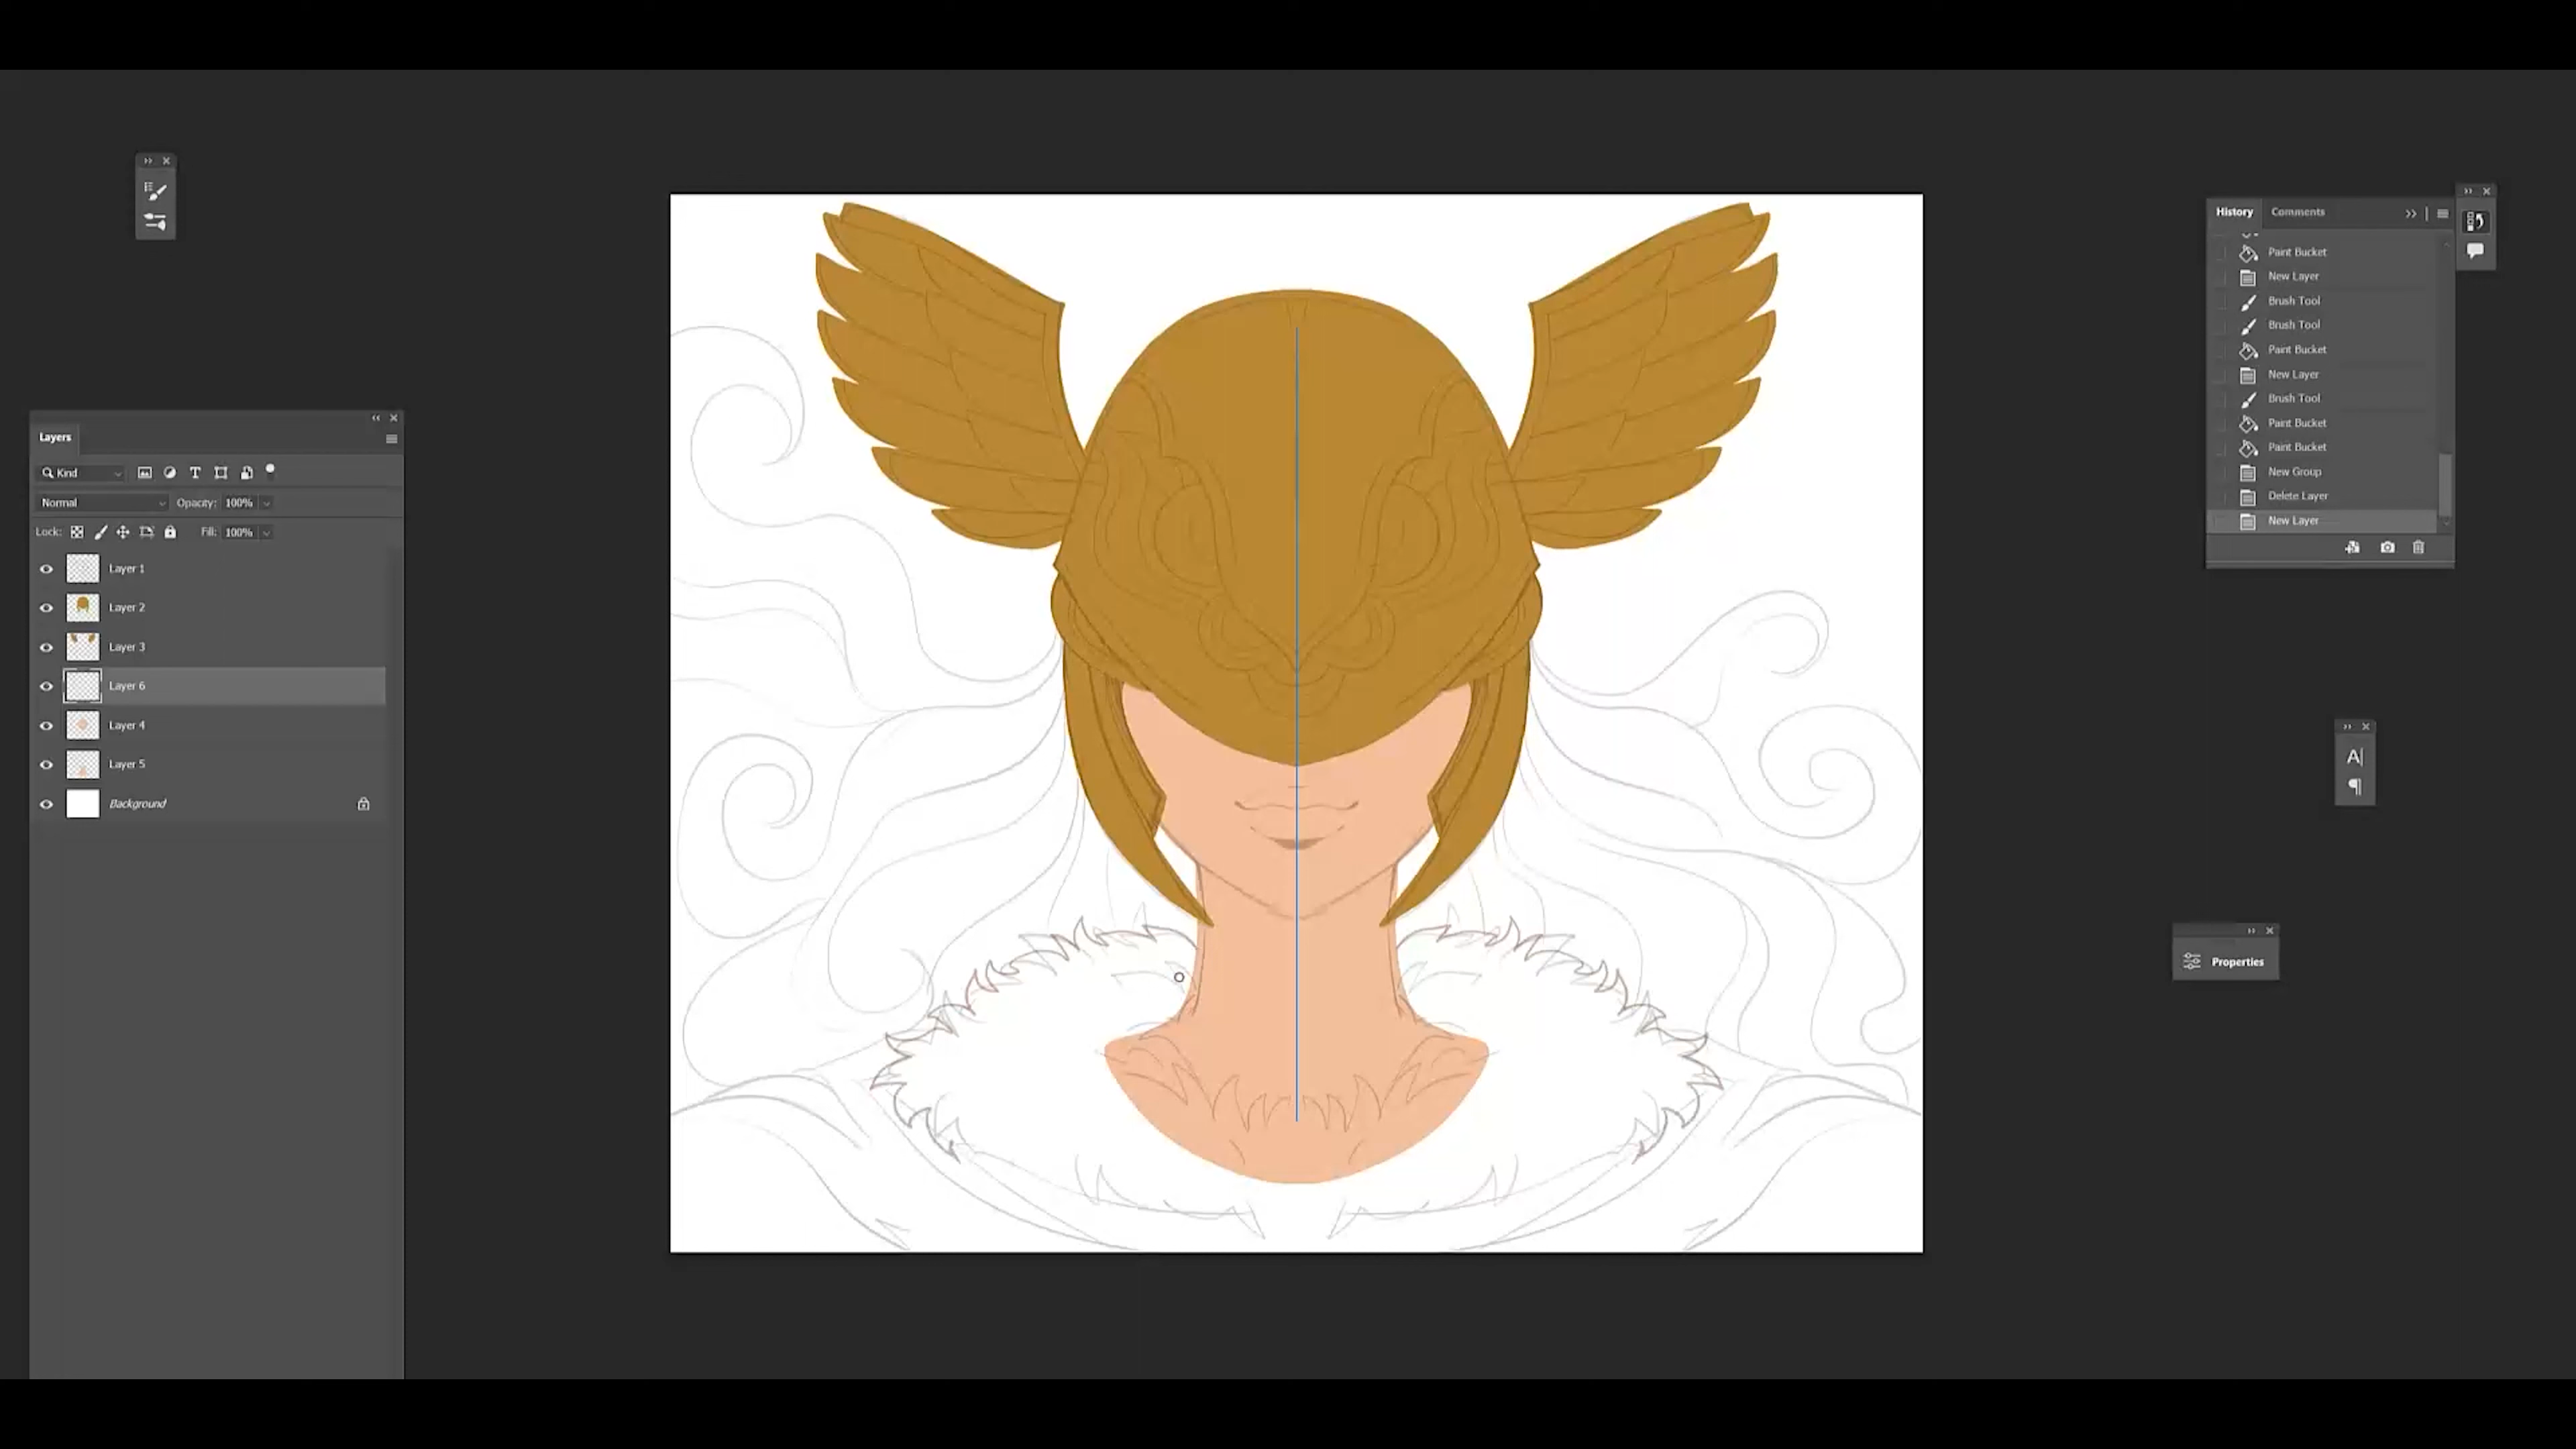 Layers
Kind
Normal Opacity: 100%
Lock: Fill: 100%
Layer 1
Layer 2
Layer 3
Layer 6
Layer 4
Layer 5
Background
History Comments
Paint Bucket
New Layer
Brush Tool
Brush Tool
Paint Bucket
New Layer
Brush Tool
Paint Bucket
Paint Bucket
New Group
Delete Layer
New Layer
Properties